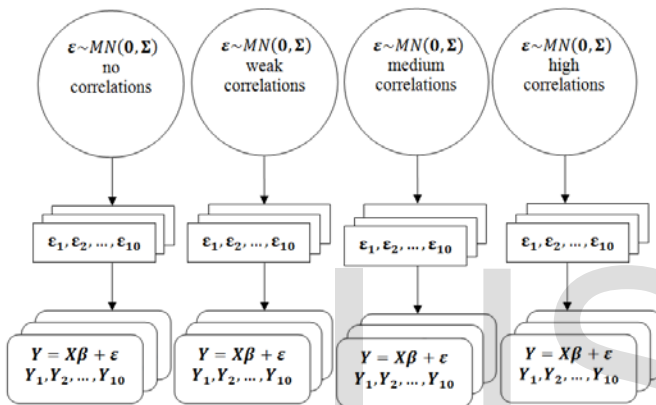 ε~MN(0, Σ)
no
correlations
ε~MN(0, Σ)
weak
correlations
ε~MN(0, Σ)
medium
correlations
ε~MN(0, Σ)
high
correlations
ε₁, ε₂, ..., ε₁₀
ε₁, ε₂, ..., ε₁₀
ε₁, ε₂, ..., ε₁₀
ε₁, ε₂, ..., ε₁₀
Y = Xβ + ε
Y₁, Y₂, ..., Y₁₀
Y = Xβ + ε
Y₁, Y₂, ..., Y₁₀
Y = Xβ + ε
Y₁, Y₂, ..., Y₁₀
Y = Xβ + ε
Y₁, Y₂, ..., Y₁₀